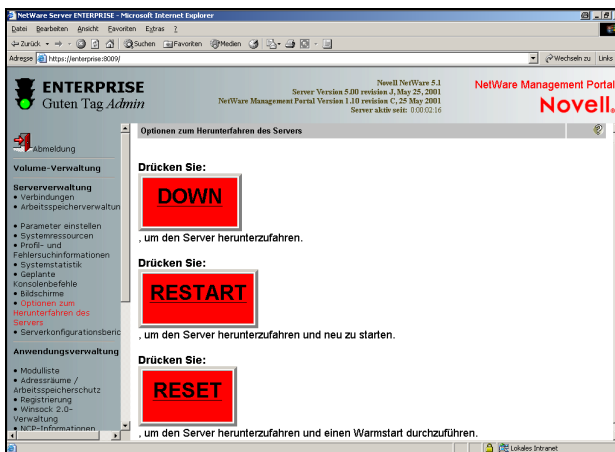 NetWare Server ENTERPRISE - Microsoft Internet Explorer
Datei Bearbeiten Ansicht Favoriten Extras ?
Zurück Suchen Favoriten Medien
Adresse https://enterprise:8009/ Wechseln zu Links
ENTERPRISE
Guten Tag Admin
Novell NetWare 5.1
Server Version 5.00 revision J, May 25, 2001
NetWare Management Portal Version 1.10 revision C, 25 May 2001
Server aktiv seit: 0:00:02:16
NetWare Management Portal
Novell.
Abmeldung
Volume-Verwaltung
Serververwaltung
• Verbindungen
• Arbeitsspeicherverwaltun
• Parameter einstellen
• Systemressourcen
• Profil- und
Fehlersuchinformationen
• Systemstatistik
• Geplante
Konsolenbefehle
• Bildschirme
• Optionen zum
Herunterfahren des
Servers
• Serverkonfigurationsberic
Anwendungsverwaltung
• Modulliste
• Adressräume /
Arbeitsspeicherschutz
• Registrierung
• Winsock 2.0-
Verwaltung
• NCP-Informationen
Optionen zum Herunterfahren des Servers
Drücken Sie:
DOWN
, um den Server herunterzufahren.
Drücken Sie:
RESTART
, um den Server herunterzufahren und neu zu starten.
Drücken Sie:
RESET
, um den Server herunterzufahren und einen Warmstart durchzuführen.
Lokales Intranet